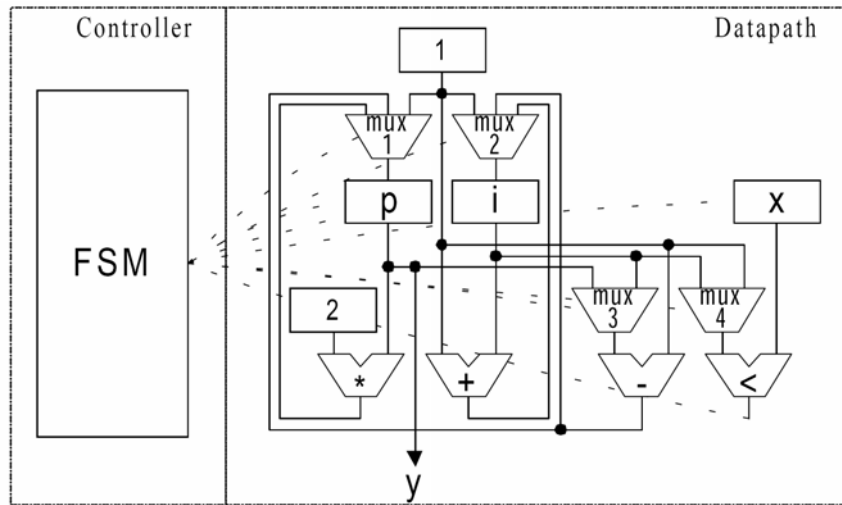 Controller
Datapath
1
mux
1
mux
2
p
i
x
FSM
2
mux
3
mux
4
*
+
-
<
y